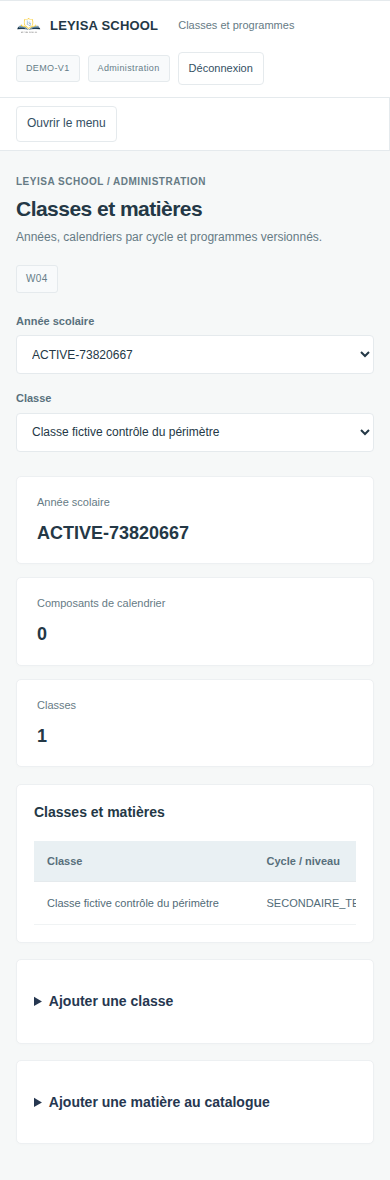 LEYISA SCHOOL
Classes et programmes
DEMO-V1
Administration
Déconnexion
Ouvrir le menu
LEYISA SCHOOL / ADMINISTRATION
Classes et matières
Années, calendriers par cycle et programmes versionnés.
W04
Année scolaire
ACTIVE-73820667
Classe
Classe fictive contrôle du périmètre
Année scolaire
ACTIVE-73820667
Composants de calendrier
0
Classes
1
Classes et matières
Classe Cycle / niveau
Classe fictive contrôle du périmètre SECONDAIRE_TE
Ajouter une classe
Ajouter une matière au catalogue